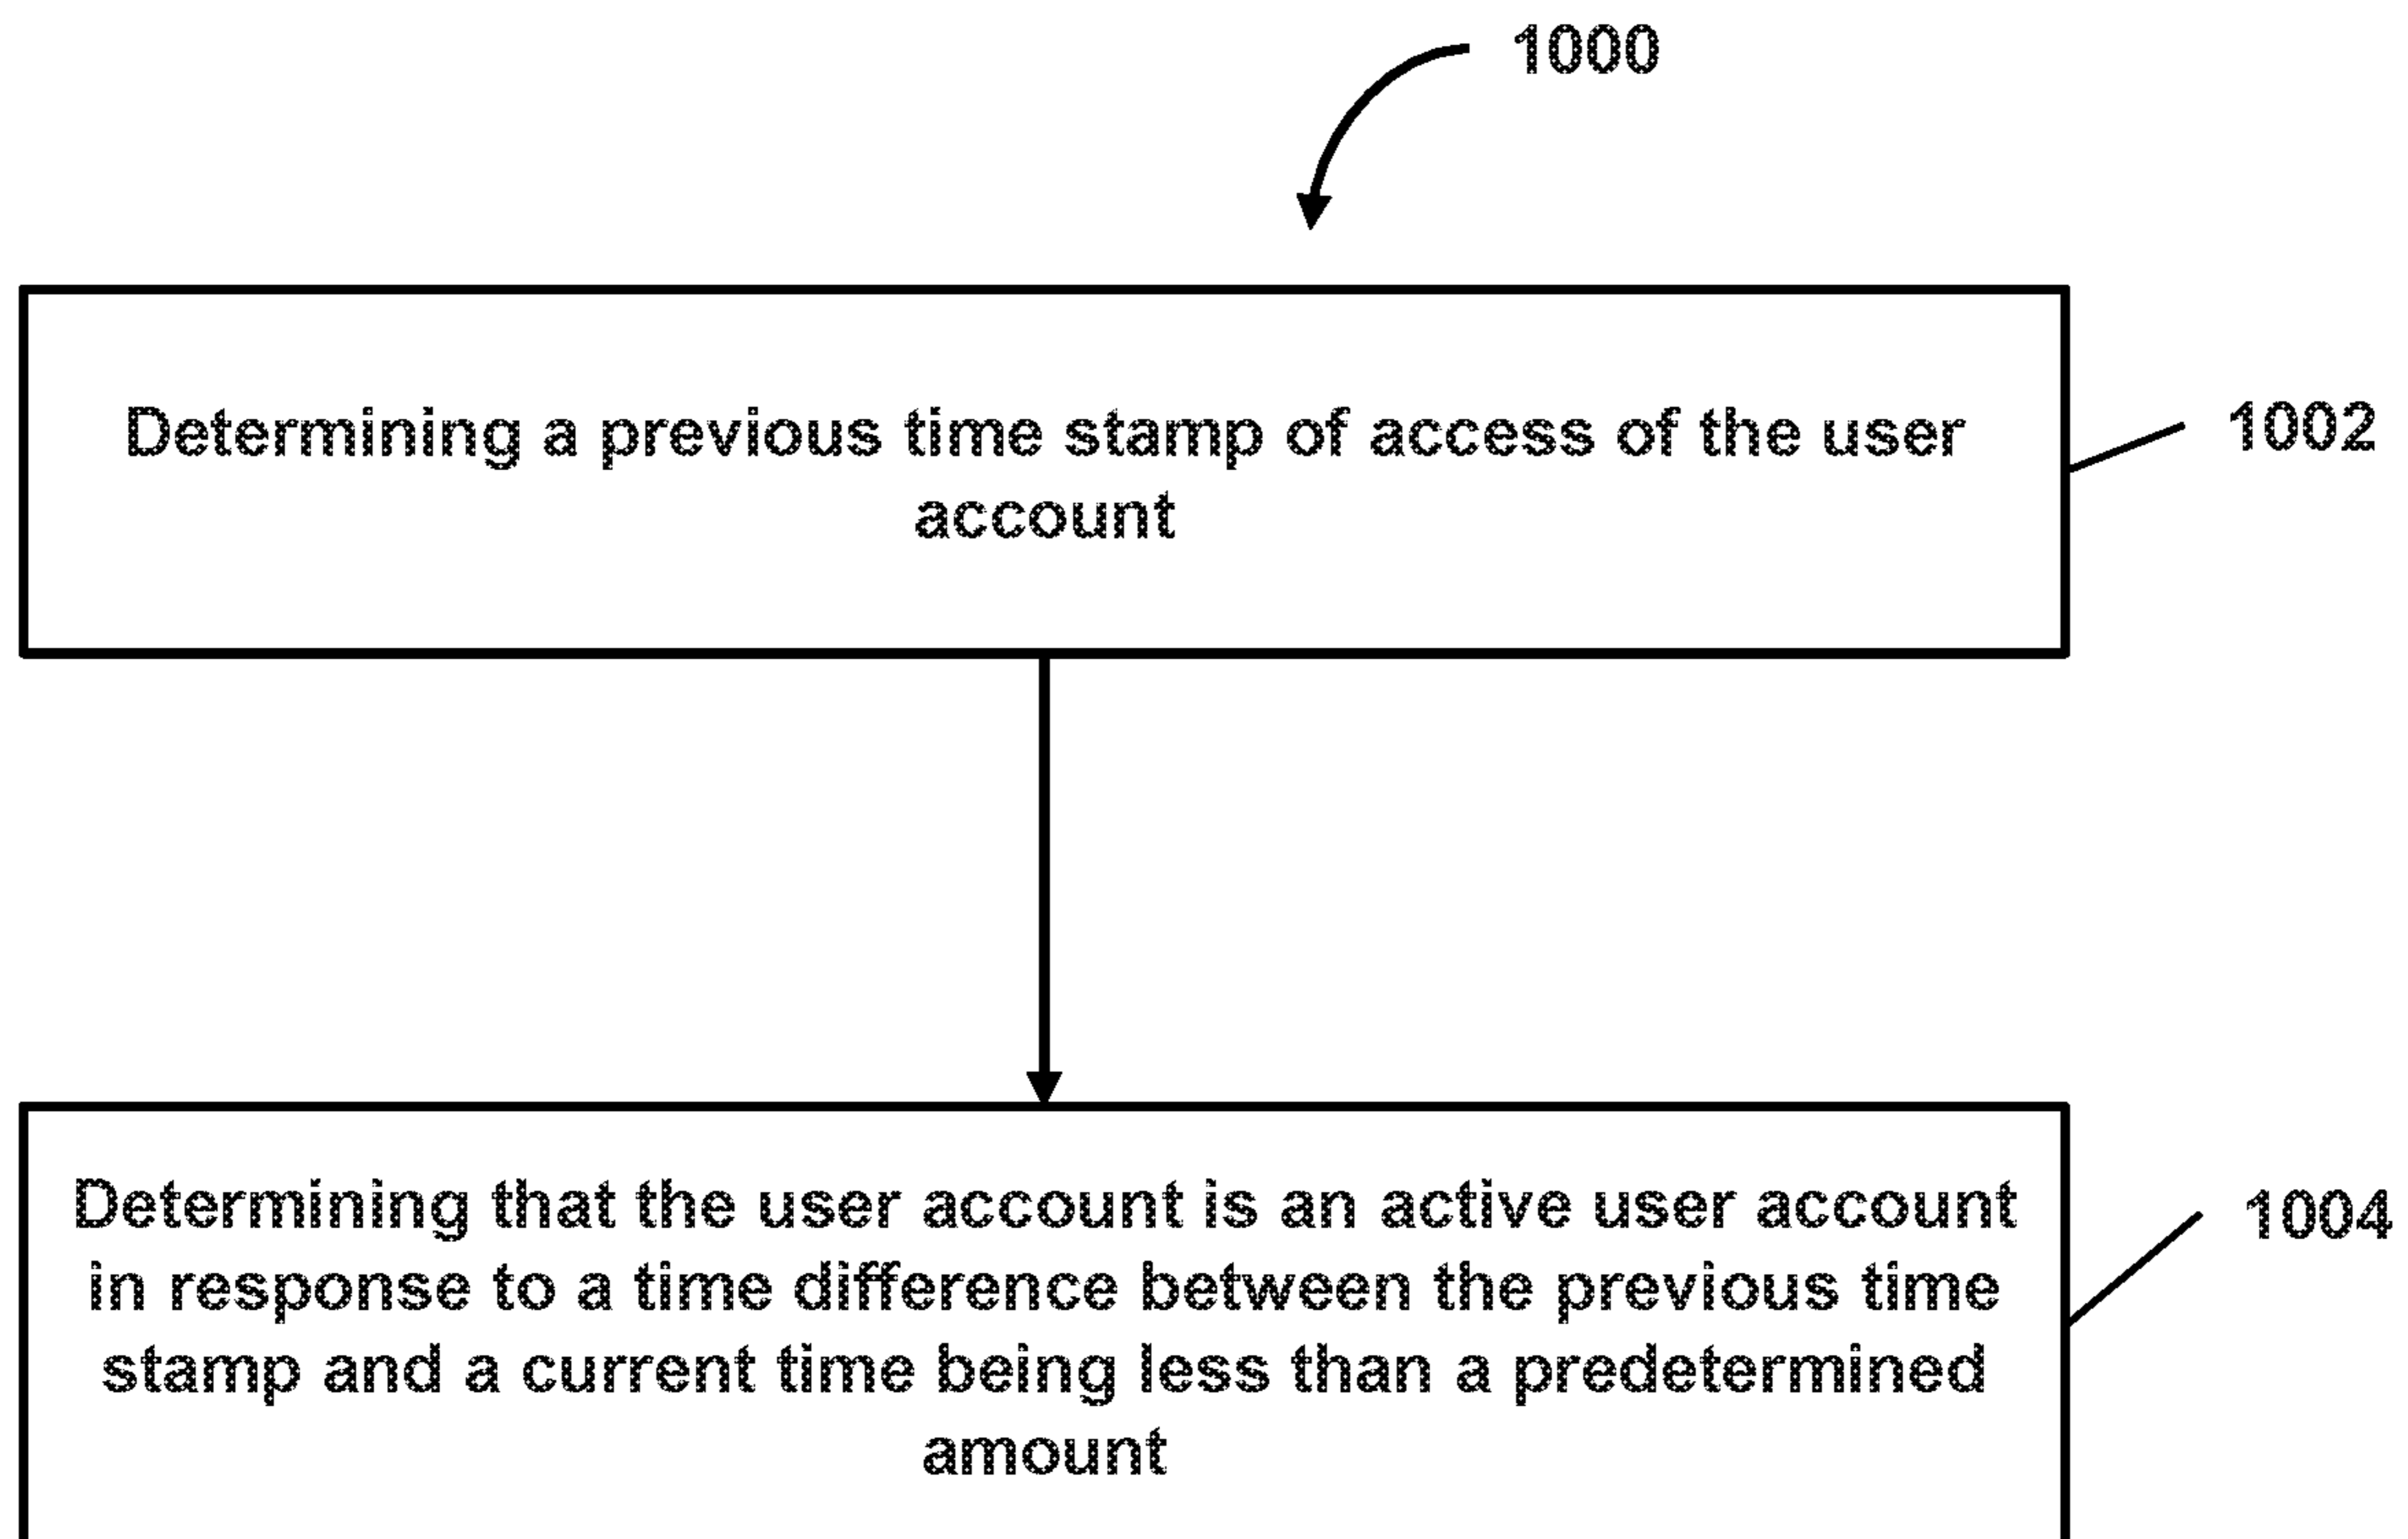 1000
Determining a previous time stamp of access of the user
account
1002
Determining that the user account is an active user account
in response to a time difference between the previous time
stamp and a current time being less than a predetermined
amount
1004